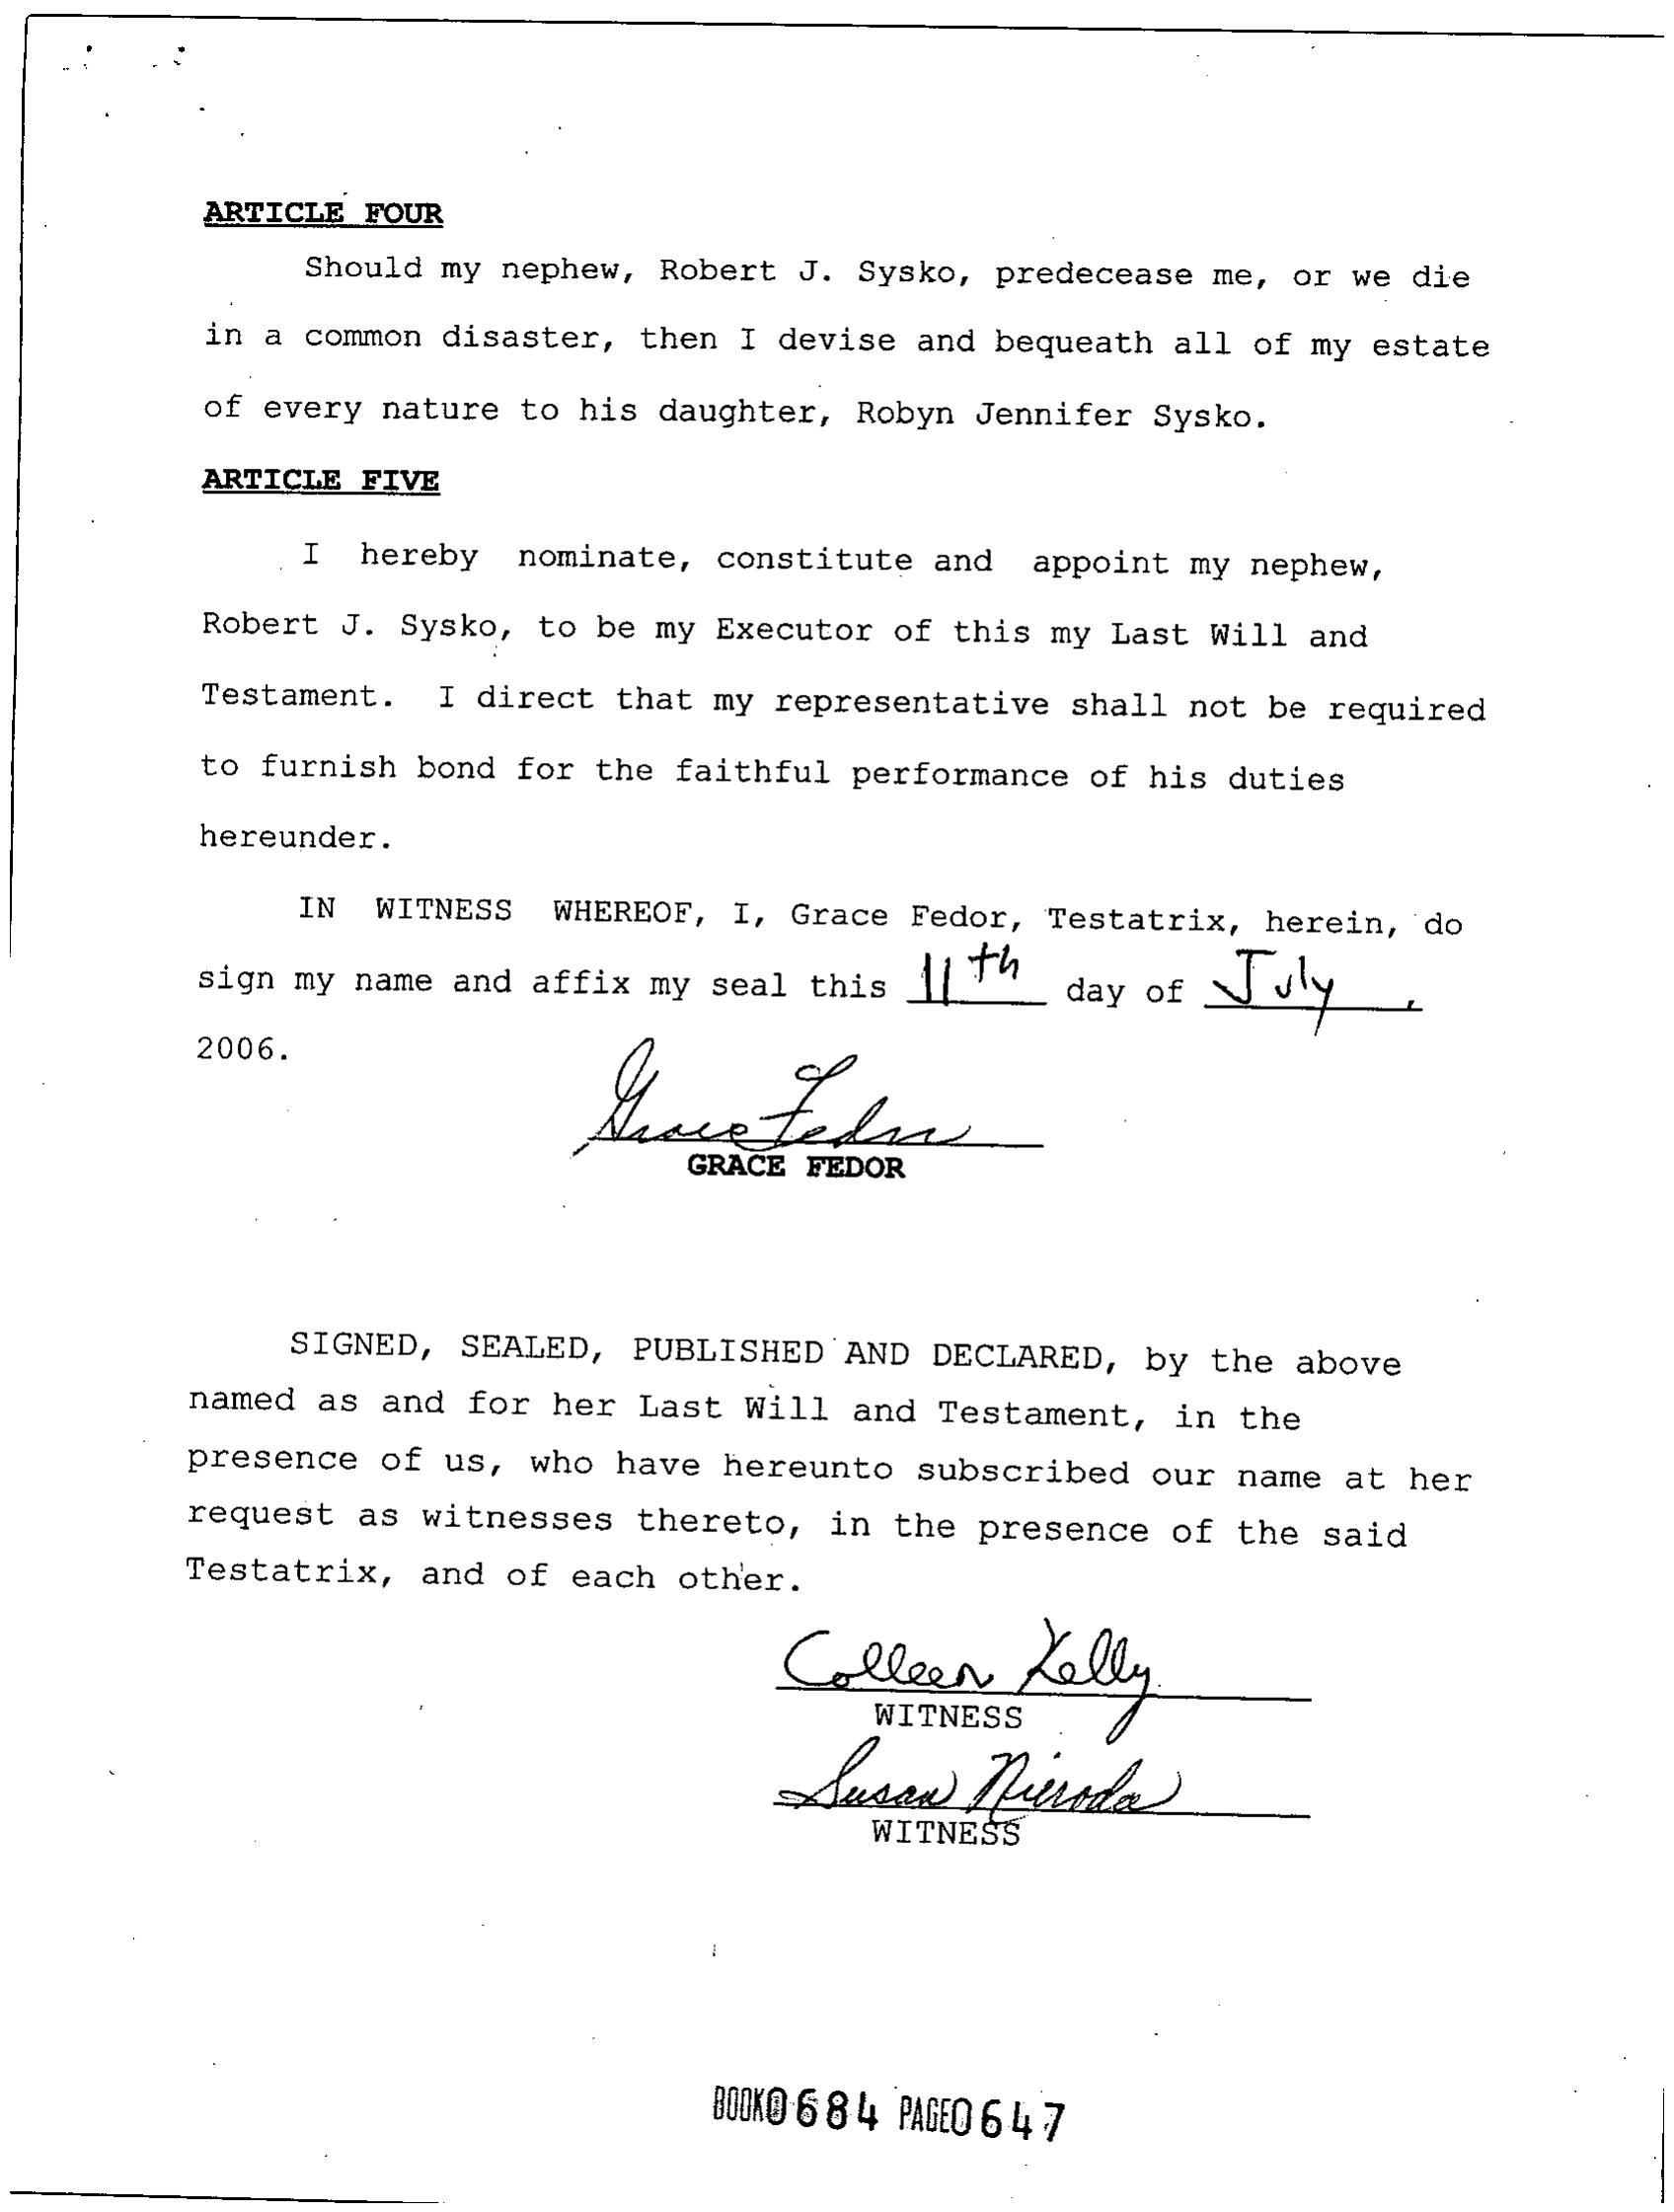 ARTICLE FOUR
Should my nephew, Robert J. Sysko, predecease me, or we die
in a common disaster, then I devise and bequeath all of my estate
of every nature to his daughter, Robyn Jennifer Sysko.
ARTICLE FIVE
I hereby nominate, constitute and appoint my nephew,
Robert J. Sysko, to be my Executor of this my Last Will and
Testament. I direct that my representative shall not be required
to furnish bond for the faithful performance of his duties
hereunder.
IN WITNESS WHEREOF, I, Grace Fedor, Testatrix, herein, do
sign my name and affix my seal this 11th day of July,
2006.
Grace Fedor
GRACE FEDOR
SIGNED, SEALED, PUBLISHED AND DECLARED, by the above
named as and for her Last Will and Testament, in the
presence of us, who have hereunto subscribed our name at her
request as witnesses thereto, in the presence of the said
Testatrix, and of each other.
Colleen Kelly
WITNESS
Susan Nieroda
WITNESS
BOOK0684 PAGE0647